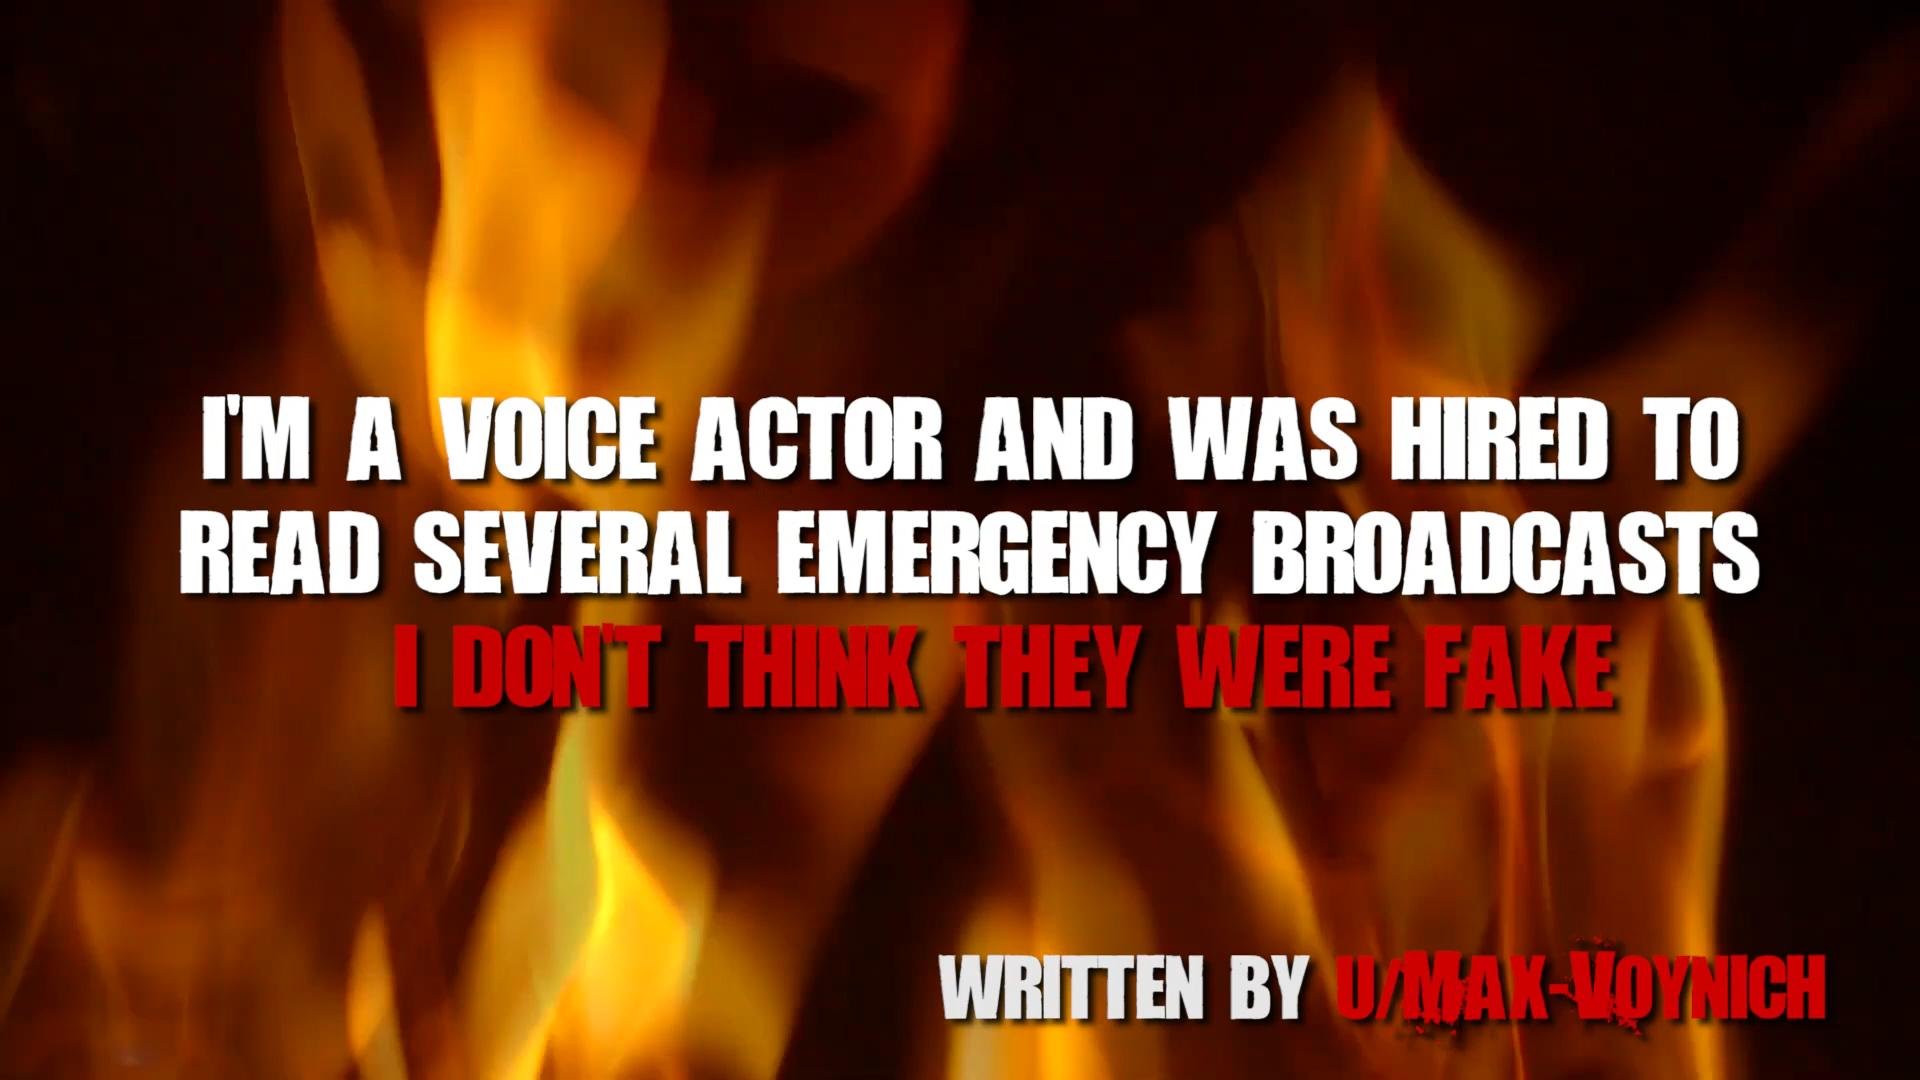 I'M A VOICE ACTOR AND WAS HIRED TO
READ SEVERAL EMERGENCY BROADCASTS
I DON'T THINK THEY WERE FAKE
WRITTEN BY U/MAX-VOYNICH